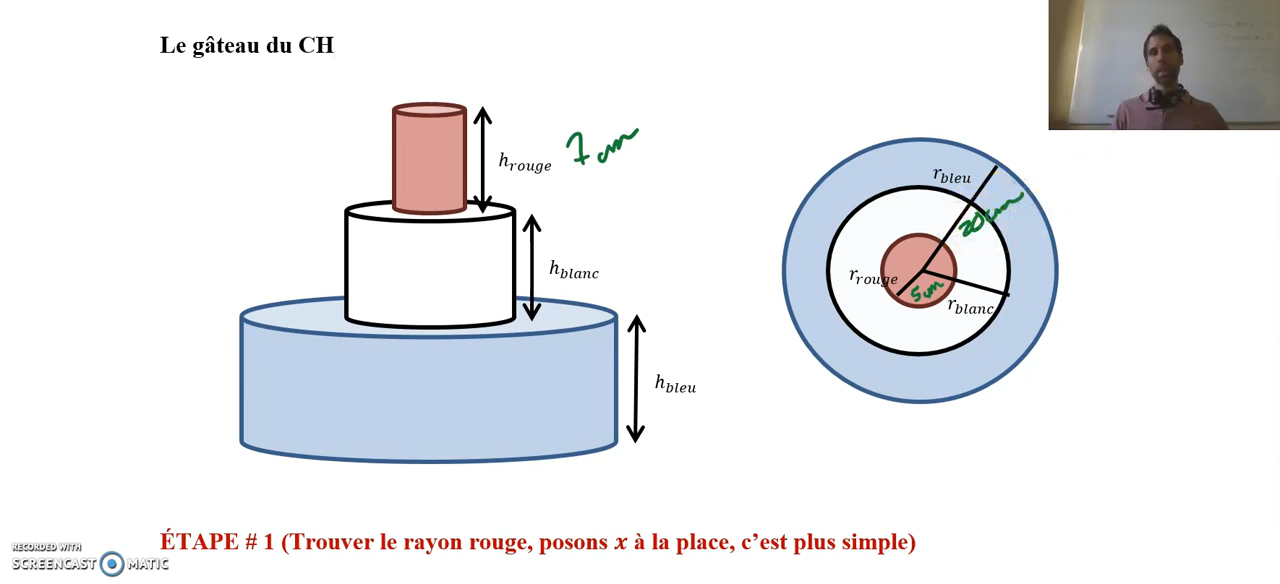 Le gâteau du CH
h_rouge 7 cm
h_blanc
h_bleu
r_bleu
20 cm
r_rouge
5 cm
r_blanc
ÉTAPE # 1 (Trouver le rayon rouge, posons x à la place, c’est plus simple)
RECORDED WITH
SCREENCAST MATIC